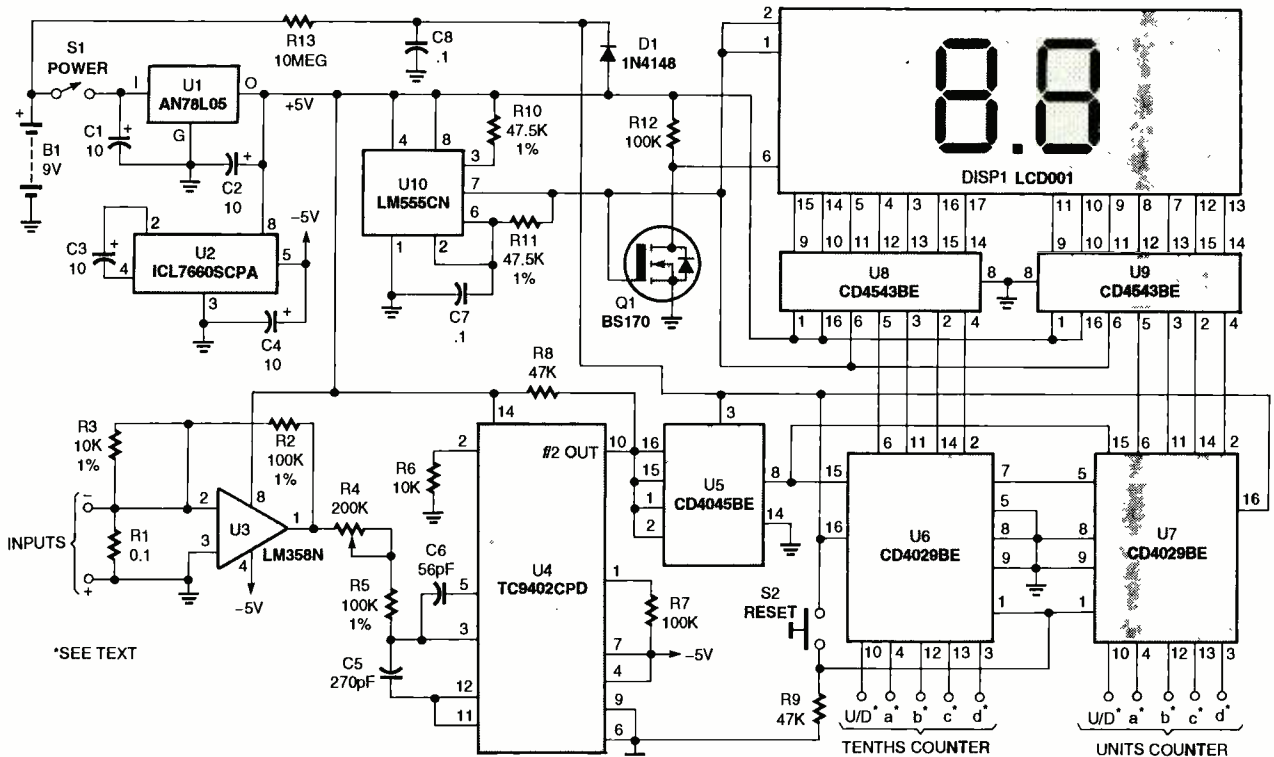 S1
POWER
R13
10MEG
C8
.1
D1
1N4148
2
1
8.8
I
U1
AN78L05
O
G
+5V
+
B1
9V
C1
10
+
C2
10
+
4
8
3
7
6
1
2
U10
LM555CN
R10
47.5K
1%
R12
100K
R11
47.5K
1%
C7
.1
Q1
BS170
6
DISP1 LCD001
15 14 5 4 3 16 17
11 10 9 8 7 12 13
9 10 11 12 13 15 14
9 10 11 12 13 15 14
U8
CD4543BE
8
8
U9
CD4543BE
1 16 6 5 3 2 4
1 16 6 5 3 2 4
C3
10
+
2
4
8
5
3
U2
ICL7660SCPA
–5V
C4
10
+
R8
47K
R3
10K
1%
R2
100K
1%
–
INPUTS
+
R1
0.1
2
3
8
1
4
U3
LM358N
–5V
R4
200K
R5
100K
1%
R6
10K
C6
56pF
C5
270pF
14
2
5
3
12
11
f/2 OUT
10
U4
TC9402CPD
1
7
4
9
6
R7
100K
–5V
3
16
15
1
2
U5
CD4045BE
8
14
S2
RESET
R9
47K
6 11 14 2
15
16
U6
CD4029BE
7
5
8
9
1
10 4 12 13 3
U/D* a* b* c* d*
TENTHS COUNTER
15 6 11 14 2
5
8
9
1
U7
CD4029BE
16
10 4 12 13 3
U/D* a* b* c* d*
UNITS COUNTER
*SEE TEXT